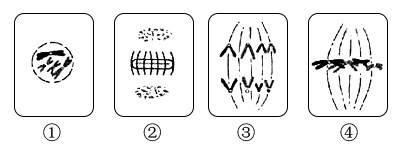 ① ② ③ ④